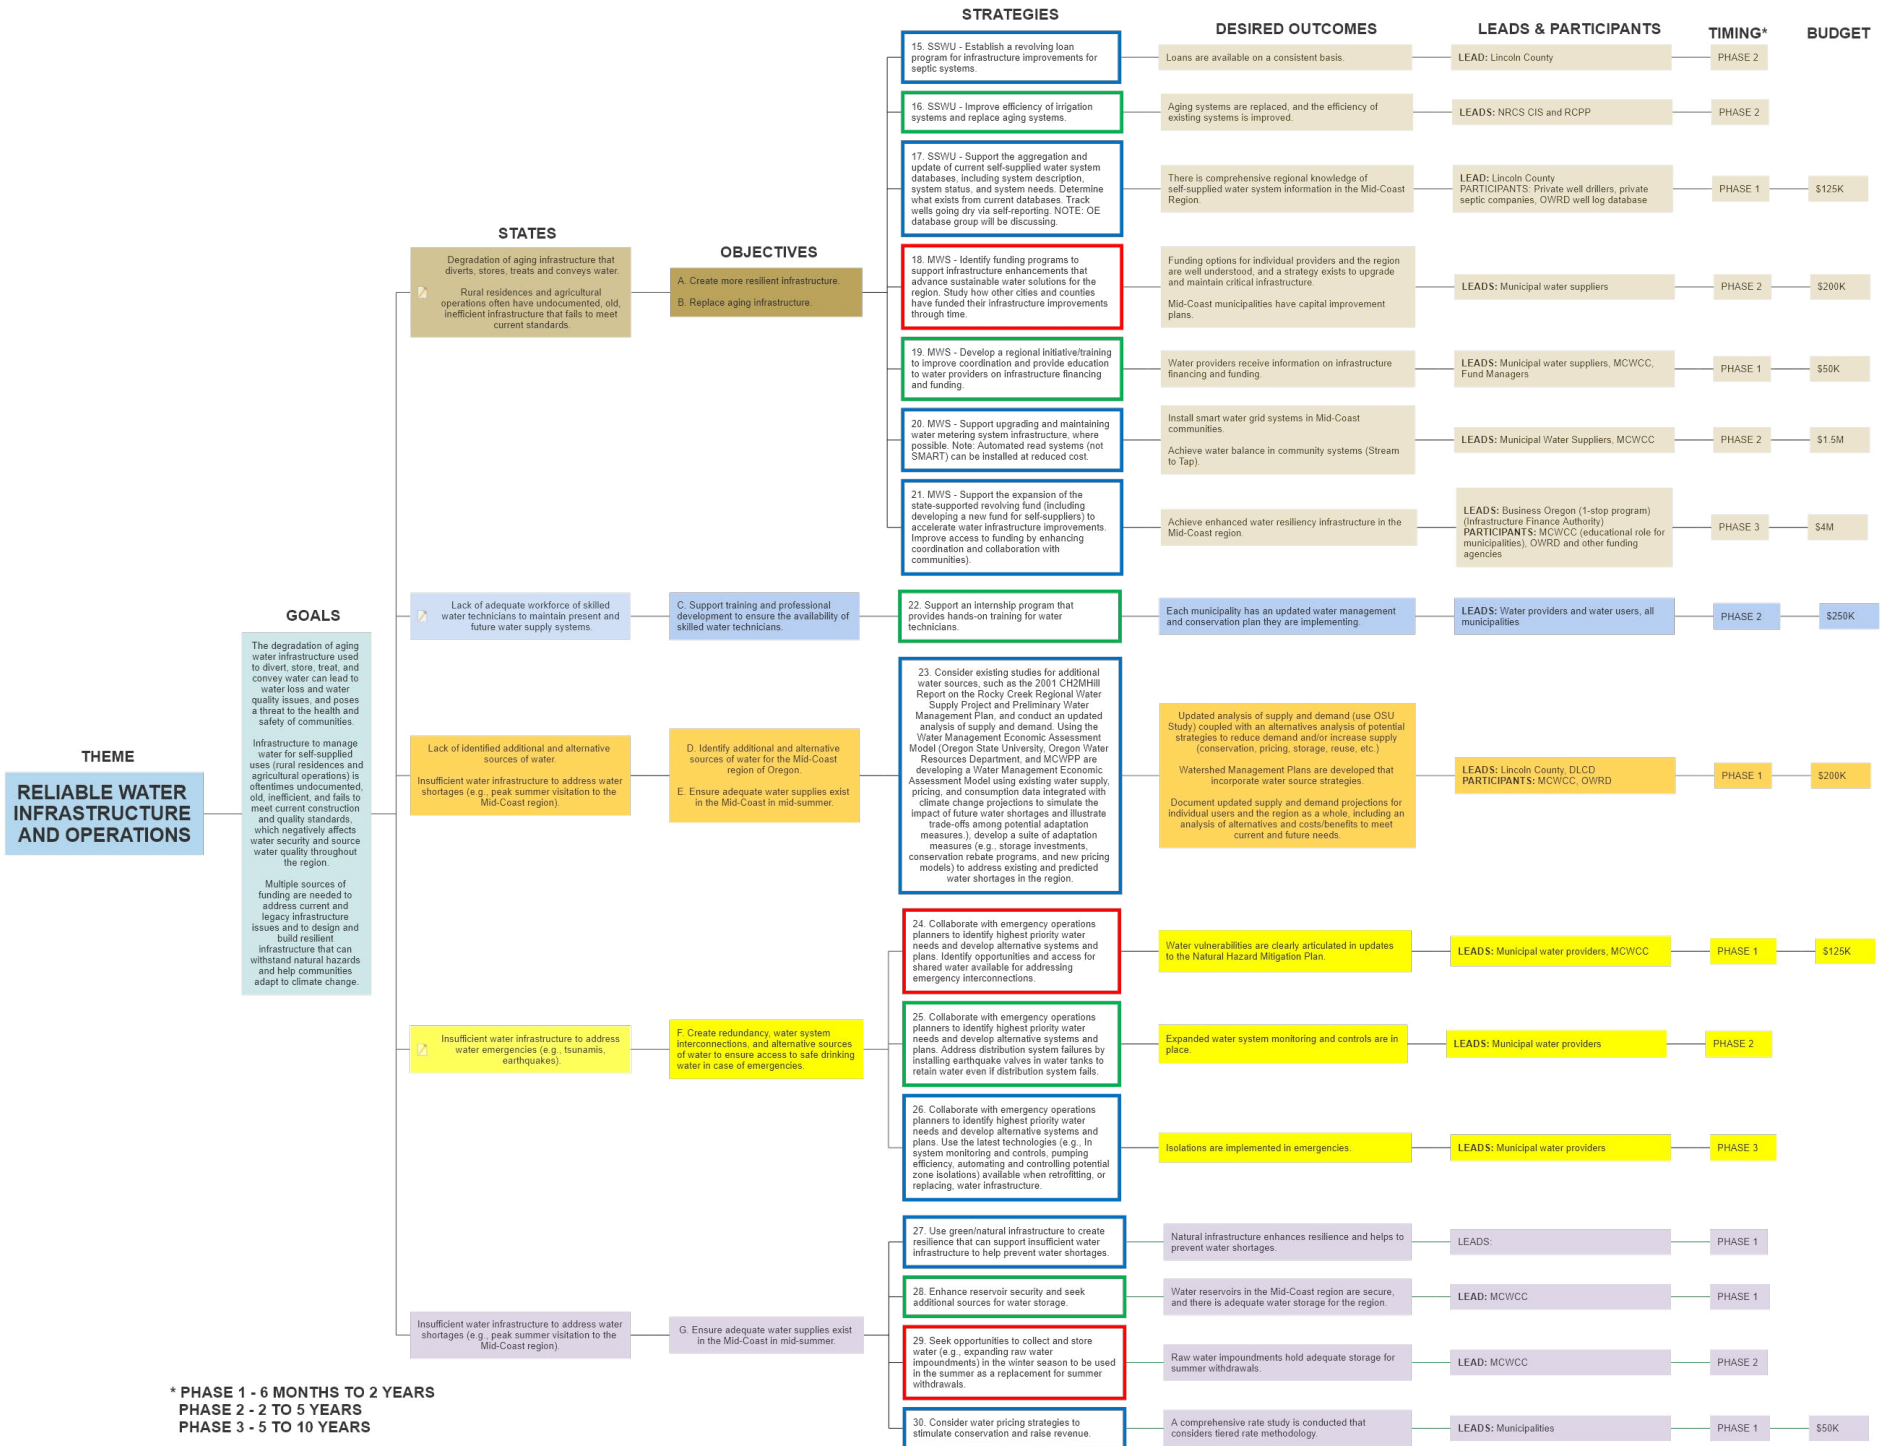 STRATEGIES
DESIRED OUTCOMES
LEADS & PARTICIPANTS
TIMING*
BUDGET
15. SSWU - Establish a revolving loan
program for infrastructure improvements for
septic systems.
Loans are available on a consistent basis.
LEAD: Lincoln County
PHASE 2
16. SSWU - Improve efficiency of irrigation
systems and replace aging systems.
Aging systems are replaced, and the efficiency of
existing systems is improved.
LEADS: NRCS CIS and RCPP
PHASE 2
17. SSWU - Support the aggregation and
update of current self-supplied water system
databases, including system description,
system status, and system needs. Determine
what exists from current databases. Track
wells going dry via self-reporting. NOTE: OE
database group will be discussing.
There is comprehensive regional knowledge of
self-supplied water system information in the Mid-Coast
Region.
LEAD: Lincoln County
PARTICIPANTS: Private well drillers, private
septic companies, OWRD well log database
PHASE 1
$125K
STATES
OBJECTIVES
Degradation of aging infrastructure that
diverts, stores, treats and conveys water.
Rural residences and agricultural
operations often have undocumented, old,
inefficient infrastructure that fails to meet
current standards.
A. Create more resilient infrastructure.
B. Replace aging infrastructure.
18. MWS - Identify funding programs to
support infrastructure enhancements that
advance sustainable water solutions for the
region. Study how other cities and counties
have funded their infrastructure improvements
through time.
Funding options for individual providers and the region
are well understood, and a strategy exists to upgrade
and maintain critical infrastructure.
Mid-Coast municipalities have capital improvement
plans.
LEADS: Municipal water suppliers
PHASE 2
$200K
19. MWS - Develop a regional initiative/training
to improve coordination and provide education
to water providers on infrastructure financing
and funding.
Water providers receive information on infrastructure
financing and funding.
LEADS: Municipal water suppliers, MCWCC,
Fund Managers
PHASE 1
$50K
20. MWS - Support upgrading and maintaining
water metering system infrastructure, where
possible. Note: Automated read systems (not
SMART) can be installed at reduced cost.
Install smart water grid systems in Mid-Coast
communities.
Achieve water balance in community systems (Stream
to Tap).
LEADS: Municipal Water Suppliers, MCWCC
PHASE 2
$1.5M
21. MWS - Support the expansion of the
state-supported revolving fund (including
developing a new fund for self-suppliers) to
accelerate water infrastructure improvements.
Improve access to funding by enhancing
coordination and collaboration with
communities).
Achieve enhanced water resiliency infrastructure in the
Mid-Coast region.
LEADS: Business Oregon (1-stop program)
(Infrastructure Finance Authority)
PARTICIPANTS: MCWCC (educational role for
municipalities), OWRD and other funding
agencies
PHASE 3
$4M
Lack of adequate workforce of skilled
water technicians to maintain present and
future water supply systems.
C. Support training and professional
development to ensure the availability of
skilled water technicians.
22. Support an internship program that
provides hands-on training for water
technicians.
Each municipality has an updated water management
and conservation plan they are implementing.
LEADS: Water providers and water users, all
municipalities
PHASE 2
$250K
GOALS
The degradation of aging
water infrastructure used
to divert, store, treat, and
convey water can lead to
water loss and water
quality issues, and poses
a threat to the health and
safety of communities.
Infrastructure to manage
water for self-supplied
uses (rural residences and
agricultural operations) is
oftentimes undocumented,
old, inefficient, and fails to
meet current construction
and quality standards,
which negatively affects
water security and source
water quality throughout
the region.
Multiple sources of
funding are needed to
address current and
legacy infrastructure
issues and to design and
build resilient
infrastructure that can
withstand natural hazards
and help communities
adapt to climate change.
THEME
RELIABLE WATER
INFRASTRUCTURE
AND OPERATIONS
Lack of identified additional and alternative
sources of water.
Insufficient water infrastructure to address water
shortages (e.g., peak summer visitation to the
Mid-Coast region).
D. Identify additional and alternative
sources of water for the Mid-Coast
region of Oregon.
E. Ensure adequate water supplies exist
in the Mid-Coast in mid-summer.
23. Consider existing studies for additional
water sources, such as the 2001 CH2MHill
Report on the Rocky Creek Regional Water
Supply Project and Preliminary Water
Management Plan, and conduct an updated
analysis of supply and demand. Using the
Water Management Economic Assessment
Model (Oregon State University, Oregon Water
Resources Department, and MCWPP are
developing a Water Management Economic
Assessment Model using existing water supply,
pricing, and consumption data integrated with
climate change projections to simulate the
impact of future water shortages and illustrate
trade-offs among potential adaptation
measures.), develop a suite of adaptation
measures (e.g., storage investments,
conservation rebate programs, and new pricing
models) to address existing and predicted
water shortages in the region.
Updated analysis of supply and demand (use OSU
Study) coupled with an alternatives analysis of potential
strategies to reduce demand and/or increase supply
(conservation, pricing, storage, reuse, etc.)
Watershed Management Plans are developed that
incorporate water source strategies.
Document updated supply and demand projections for
individual users and the region as a whole, including an
analysis of alternatives and costs/benefits to meet
current and future needs.
LEADS: Lincoln County, DLCD
PARTICIPANTS: MCWCC, OWRD
PHASE 1
$200K
24. Collaborate with emergency operations
planners to identify highest priority water
needs and develop alternative systems and
plans. Identify opportunities and access for
shared water available for addressing
emergency interconnections.
Water vulnerabilities are clearly articulated in updates
to the Natural Hazard Mitigation Plan.
LEADS: Municipal water providers, MCWCC
PHASE 1
$125K
Insufficient water infrastructure to address
water emergencies (e.g., tsunamis,
earthquakes).
F. Create redundancy, water system
interconnections, and alternative sources
of water to ensure access to safe drinking
water in case of emergencies.
25. Collaborate with emergency operations
planners to identify highest priority water
needs and develop alternative systems and
plans. Address distribution system failures by
installing earthquake valves in water tanks to
retain water even if distribution system fails.
Expanded water system monitoring and controls are in
place.
LEADS: Municipal water providers
PHASE 2
26. Collaborate with emergency operations
planners to identify highest priority water
needs and develop alternative systems and
plans. Use the latest technologies (e.g., In
system monitoring and controls, pumping
efficiency, automating and controlling potential
zone isolations) available when retrofitting, or
replacing, water infrastructure.
Isolations are implemented in emergencies.
LEADS: Municipal water providers
PHASE 3
27. Use green/natural infrastructure to create
resilience that can support insufficient water
infrastructure to help prevent water shortages.
Natural infrastructure enhances resilience and helps to
prevent water shortages.
LEADS:
PHASE 1
28. Enhance reservoir security and seek
additional sources for water storage.
Water reservoirs in the Mid-Coast region are secure,
and there is adequate water storage for the region.
LEAD: MCWCC
PHASE 1
Insufficient water infrastructure to address water
shortages (e.g., peak summer visitation to the
Mid-Coast region).
G. Ensure adequate water supplies exist
in the Mid-Coast in mid-summer.
29. Seek opportunities to collect and store
water (e.g., expanding raw water
impoundments) in the winter season to be used
in the summer as a replacement for summer
withdrawals.
Raw water impoundments hold adequate storage for
summer withdrawals.
LEAD: MCWCC
PHASE 2
30. Consider water pricing strategies to
stimulate conservation and raise revenue.
A comprehensive rate study is conducted that
considers tiered rate methodology.
LEADS: Municipalities
PHASE 1
$50K
* PHASE 1 - 6 MONTHS TO 2 YEARS
PHASE 2 - 2 TO 5 YEARS
PHASE 3 - 5 TO 10 YEARS